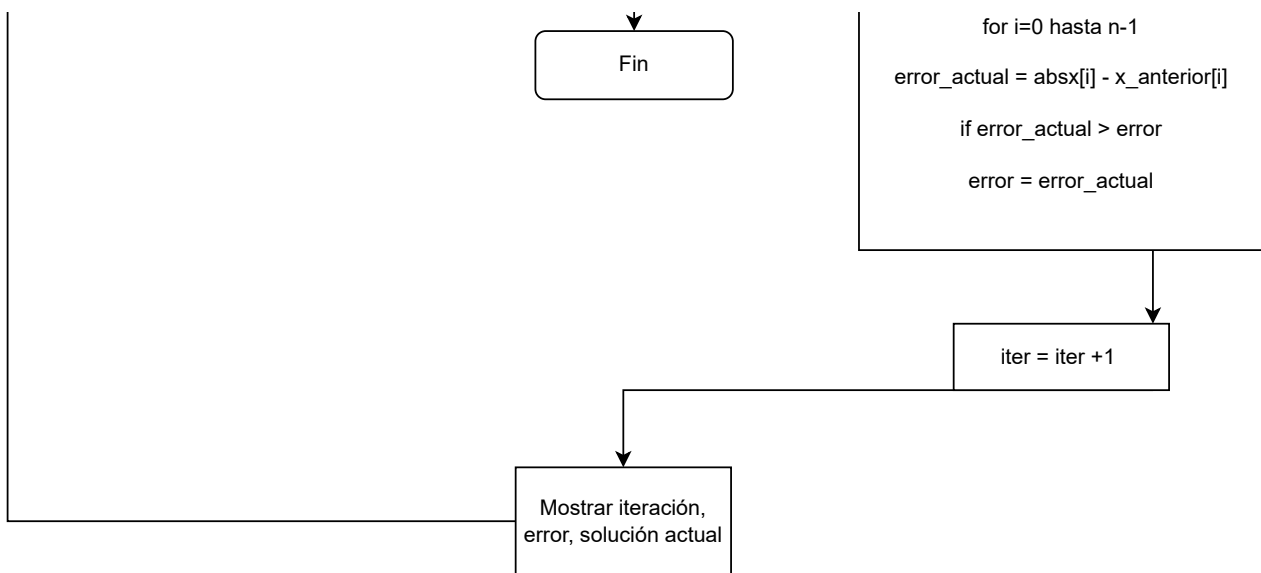 Fin
for i=0 hasta n-1
error_actual = absx[i] - x_anterior[i]
if error_actual > error
error = error_actual
iter = iter +1
Mostrar iteración,
error, solución actual